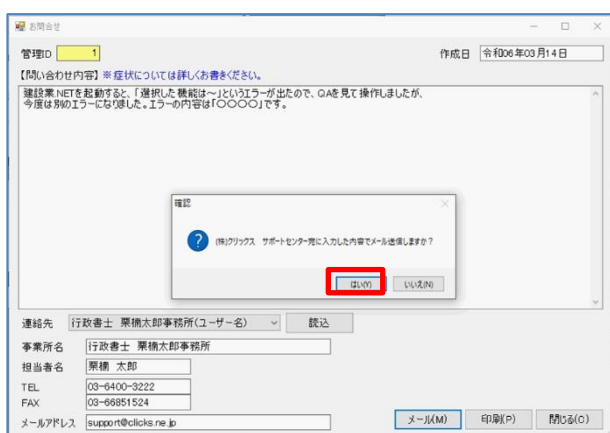 お問合せ
管理ID 1 作成日 令和06年03月14日
【問い合わせ内容】※症状については詳しくお書きください。
建設業.NETを起動すると、「選択した機能は～」というエラーが出たので、QAを見て操作しましたが、
今度は別のエラーになりました。エラーの内容は「〇〇〇〇」です。
確認
(株)クリックス サポートセンター宛に入力した内容でメール送信しますか？
はい(Y) いいえ(N)
連絡先 行政書士 栗橋太郎事務所(ユーザー名) 読込
事業所名 行政書士 栗橋太郎事務所
担当者名 栗橋 太郎
TEL 03-6400-3222
FAX 03-66851524
メールアドレス support@clicks.ne.jp
メール(M) 印刷(P) 閉じる(C)